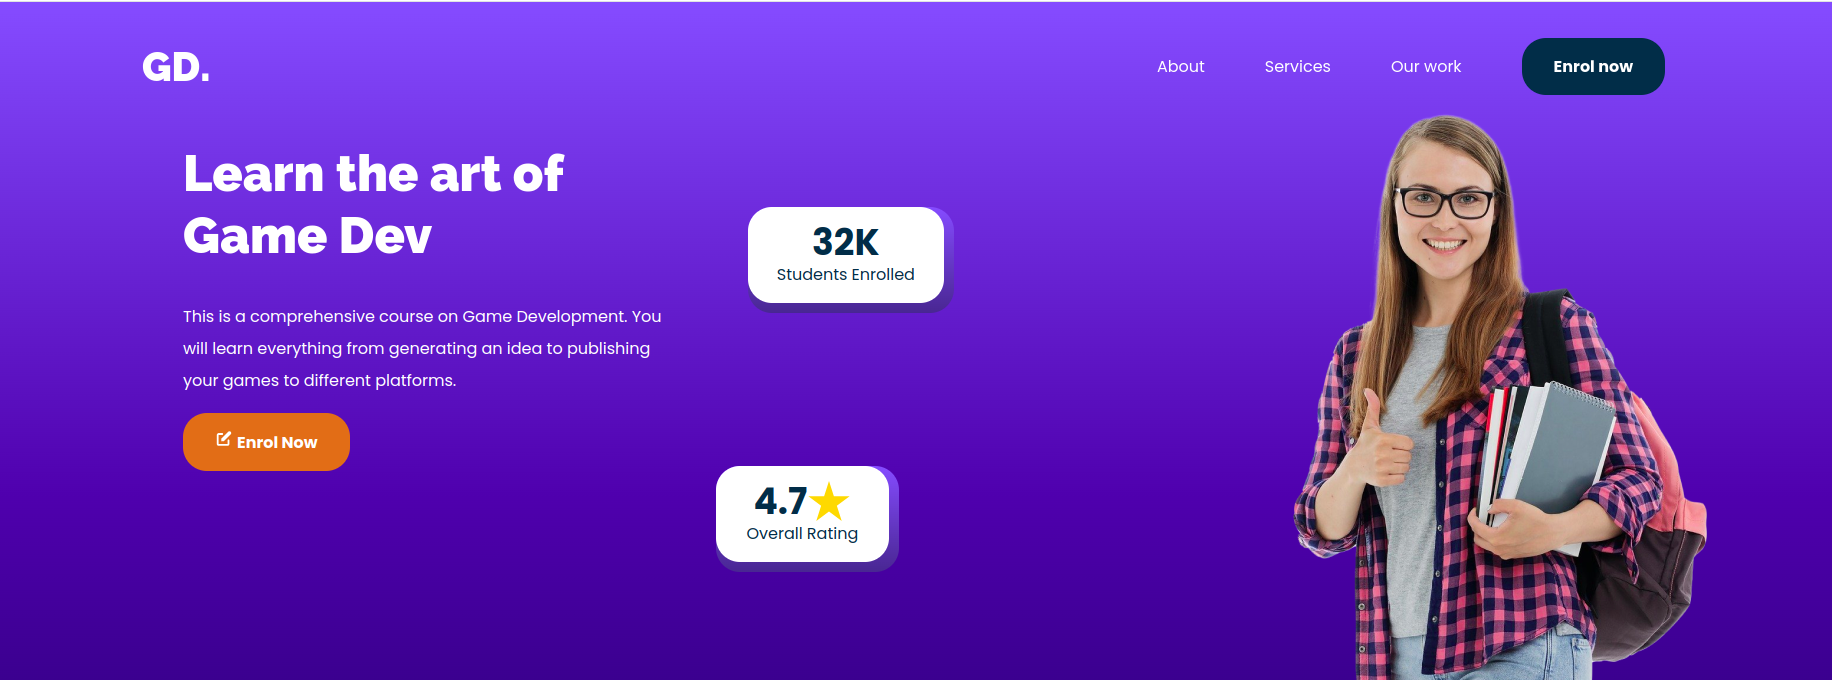 GD.
About
Services
Our work
Enrol now
Learn the art of
Game Dev
This is a comprehensive course on Game Development. You
will learn everything from generating an idea to publishing
your games to different platforms.
Enrol Now
32K
Students Enrolled
4.7
Overall Rating